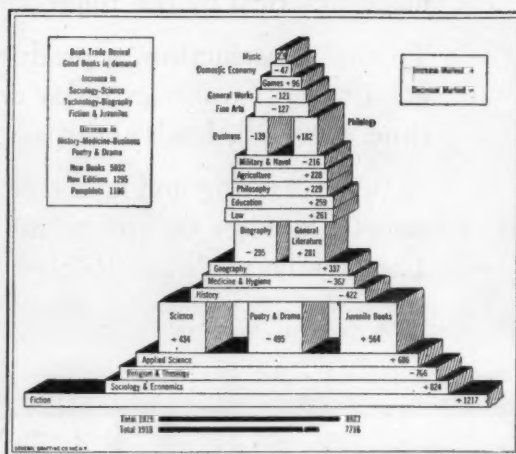 Book Trade Revival
Good Books in demand
Increase in
Sociology-Science
Technology-Biography
Fiction & Juveniles
Decrease in
History-Medicine-Business
Poetry & Drama
New Books 5032
New Editions 1295
Pamphlets 1186
Increase Marked +
Decrease Marked -
Music
Domestic Economy - 47
Games + 96
General Works - 121
Fine Arts - 127
Business -139 +182 Philology
Military & Naval - 216
Agriculture + 228
Philosophy + 229
Education + 259
Law + 261
Biography - 295
General Literature + 281
Geography + 337
Medicine & Hygiene - 362
History - 422
Science + 434
Poetry & Drama - 495
Juvenile Books + 564
Applied Science + 686
Religion & Theology - 766
Sociology & Economics + 824
Fiction + 1217
Total 1919
Total 1918 7716